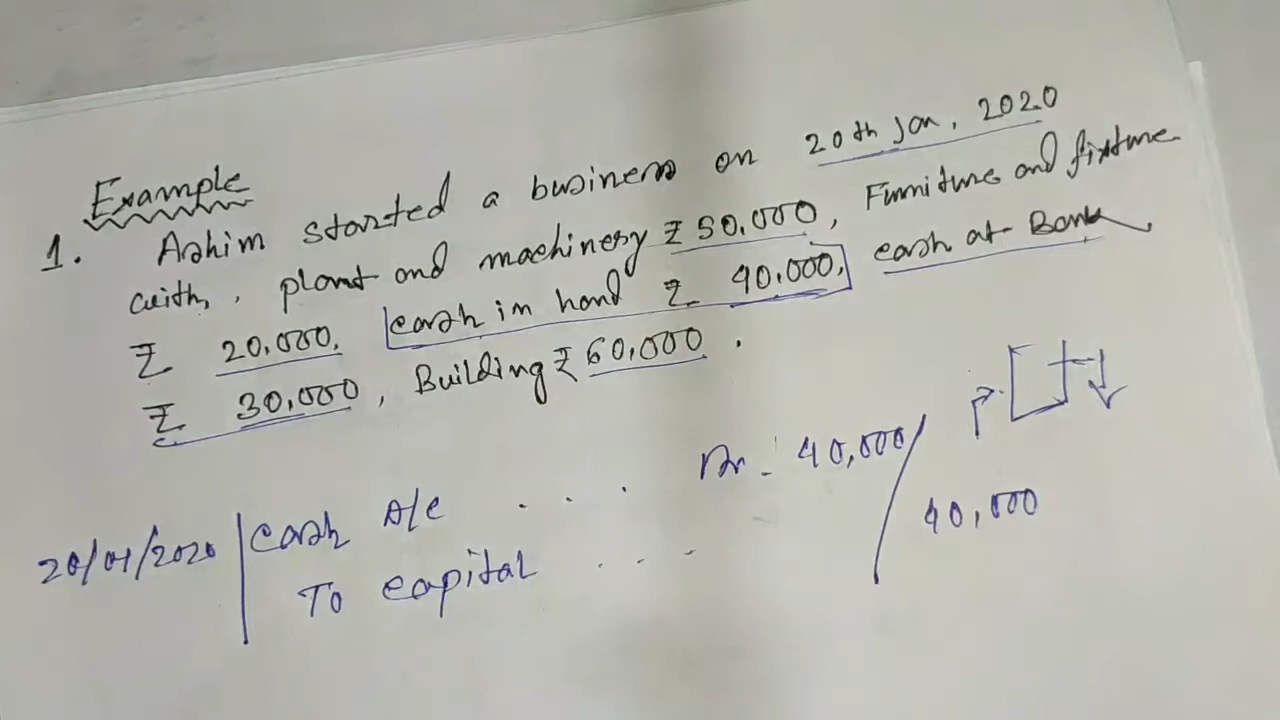 Example
1. Ashim started a business on 20th Jan, 2020
with, plant and machinery ₹ 50,000, Furniture and fixture
₹ 20,000, cash in hand ₹ 40,000, cash at Bank
₹ 30,000, Building ₹ 60,000.
20/01/2020 Cash A/c ... Dr. 40,000
To capital ... 40,000